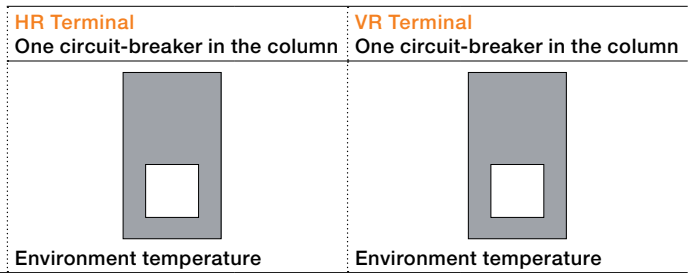 HR Terminal
One circuit-breaker in the column
Environment temperature
VR Terminal
One circuit-breaker in the column
Environment temperature